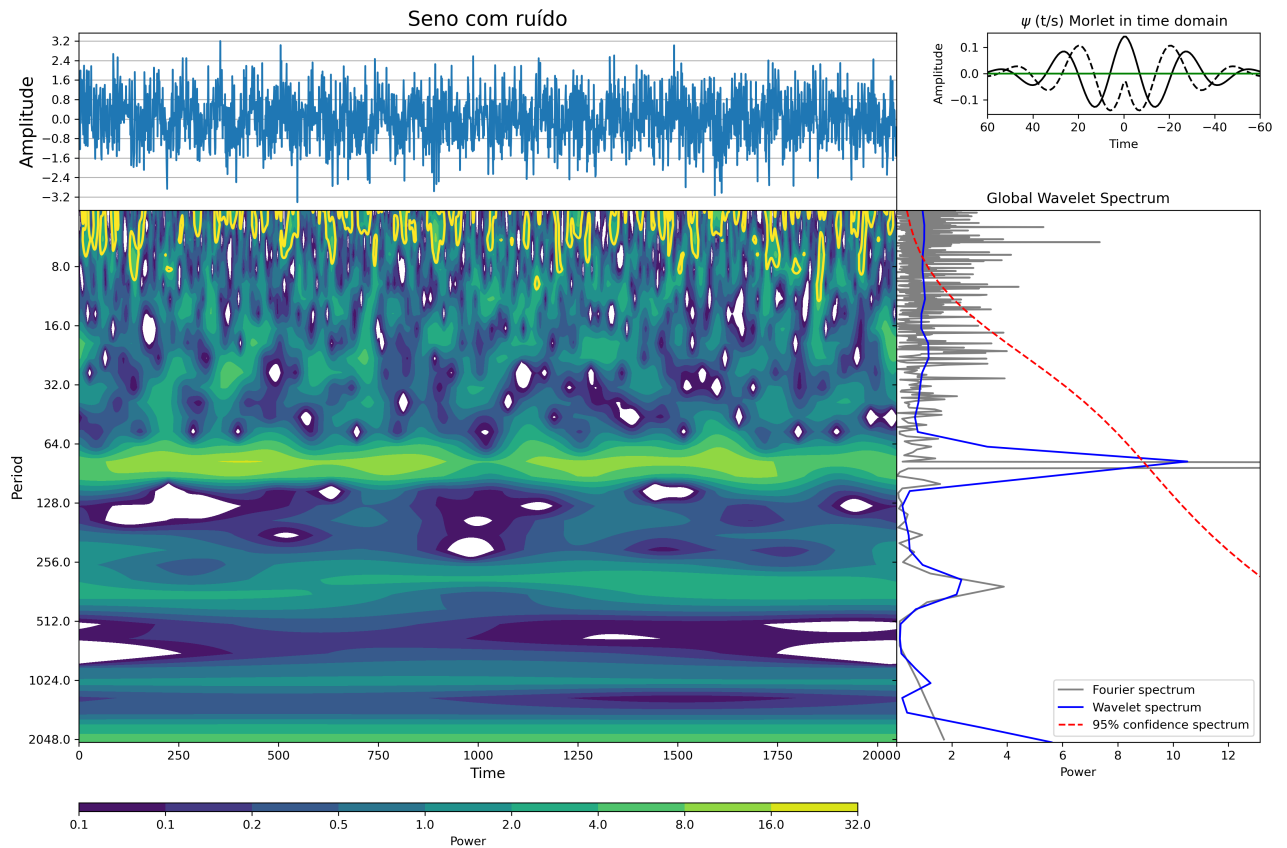 Seno com ruído
Amplitude
3.2
2.4
1.6
0.8
0.0
−0.8
−1.6
−2.4
−3.2
ψ (t/s) Morlet in time domain
Amplitude
0.1
0.0
−0.1
60 40 20 0 −20 −40 −60
Time
Period
8.0
16.0
32.0
64.0
128.0
256.0
512.0
1024.0
2048.0
0 250 500 750 1000 1250 1500 1750 2000
Time
Global Wavelet Spectrum
Fourier spectrum
Wavelet spectrum
95% confidence spectrum
0 2 4 6 8 10 12
Power
0.1 0.1 0.2 0.5 1.0 2.0 4.0 8.0 16.0 32.0
Power